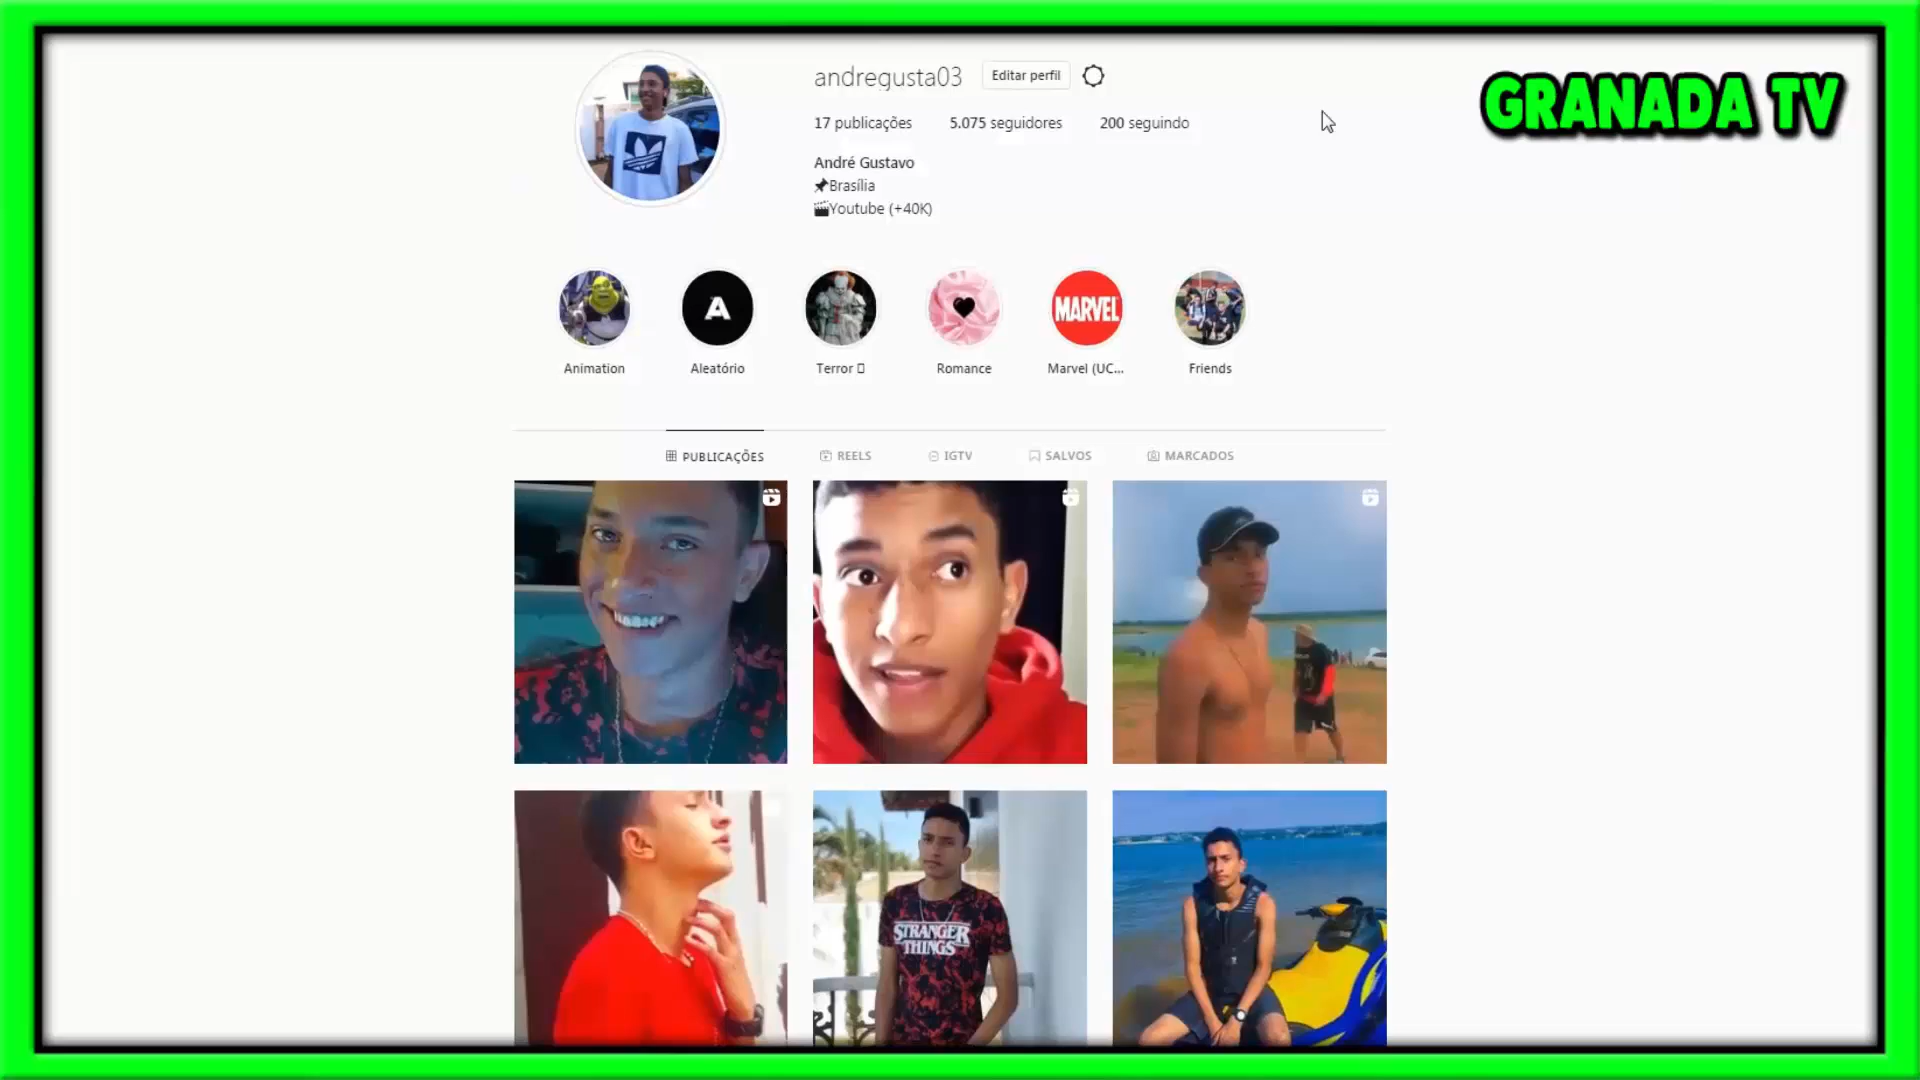 andregusta03 Editar perfil
GRANADA TV
17 publicações 5.075 seguidores 200 seguindo
André Gustavo
Brasília
Youtube (+40K)
A
MARVEL
Animation Aleatório Terror Romance Marvel (UC... Friends
PUBLICAÇÕES REELS IGTV SALVOS MARCADOS
STRANGER
THINGS